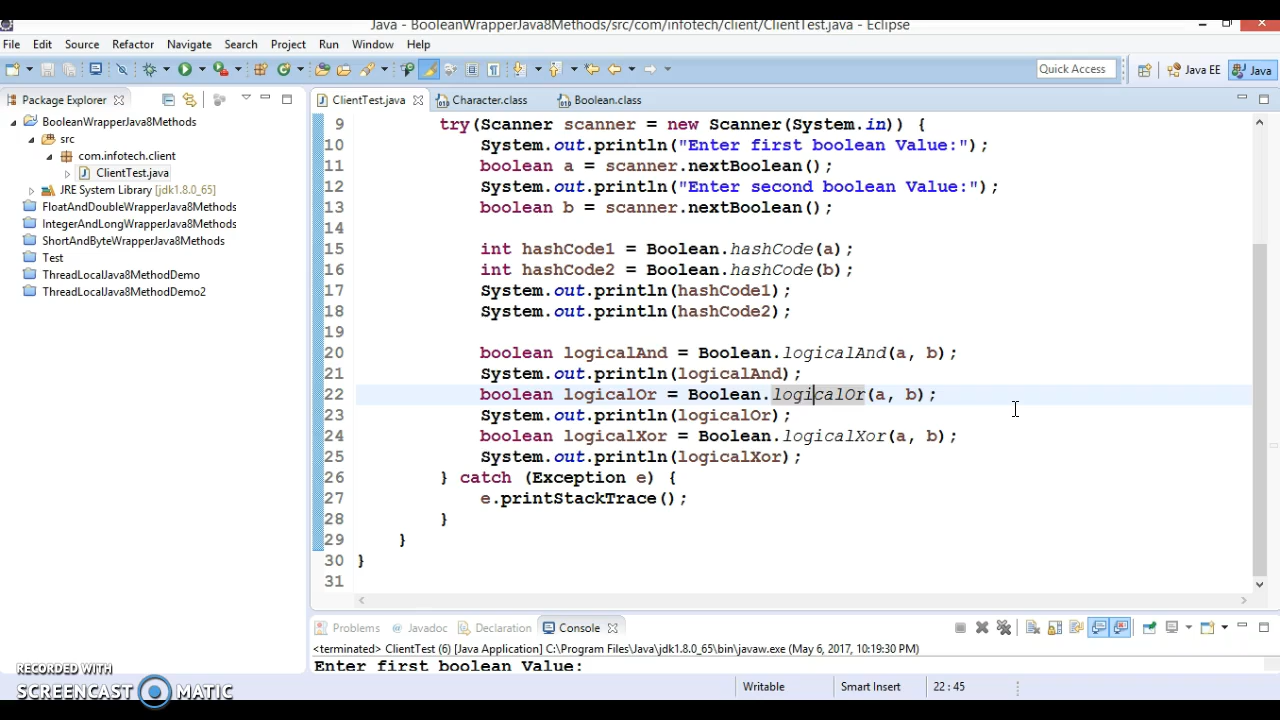 Java - BooleanWrapperJava8Methods/src/com/infotech/client/ClientTest.java - Eclipse
File Edit Source Refactor Navigate Search Project Run Window Help
Quick Access Java EE Java
Package Explorer ClientTest.java Character.class Boolean.class
BooleanWrapperJava8Methods
src
com.infotech.client
ClientTest.java
JRE System Library [jdk1.8.0_65]
FloatAndDoubleWrapperJava8Methods
IntegerAndLongWrapperJava8Methods
ShortAndByteWrapperJava8Methods
Test
ThreadLocalJava8MethodDemo
ThreadLocalJava8MethodDemo2
9 try(Scanner scanner = new Scanner(System.in)) {
10 System.out.println("Enter first boolean Value:");
11 boolean a = scanner.nextBoolean();
12 System.out.println("Enter second boolean Value:");
13 boolean b = scanner.nextBoolean();
14
15 int hashCode1 = Boolean.hashCode(a);
16 int hashCode2 = Boolean.hashCode(b);
17 System.out.println(hashCode1);
18 System.out.println(hashCode2);
19
20 boolean logicalAnd = Boolean.logicalAnd(a, b);
21 System.out.println(logicalAnd);
22 boolean logicalOr = Boolean.logicalOr(a, b);
23 System.out.println(logicalOr);
24 boolean logicalXor = Boolean.logicalXor(a, b);
25 System.out.println(logicalXor);
26 } catch (Exception e) {
27 e.printStackTrace();
28 }
29 }
30 }
31
Problems Javadoc Declaration Console
<terminated> ClientTest (6) [Java Application] C:\Program Files\Java\jdk1.8.0_65\bin\javaw.exe (May 6, 2017, 10:19:30 PM)
Enter first boolean Value:
Writable Smart Insert 22 : 45
RECORDED WITH
SCREENCAST MATIC